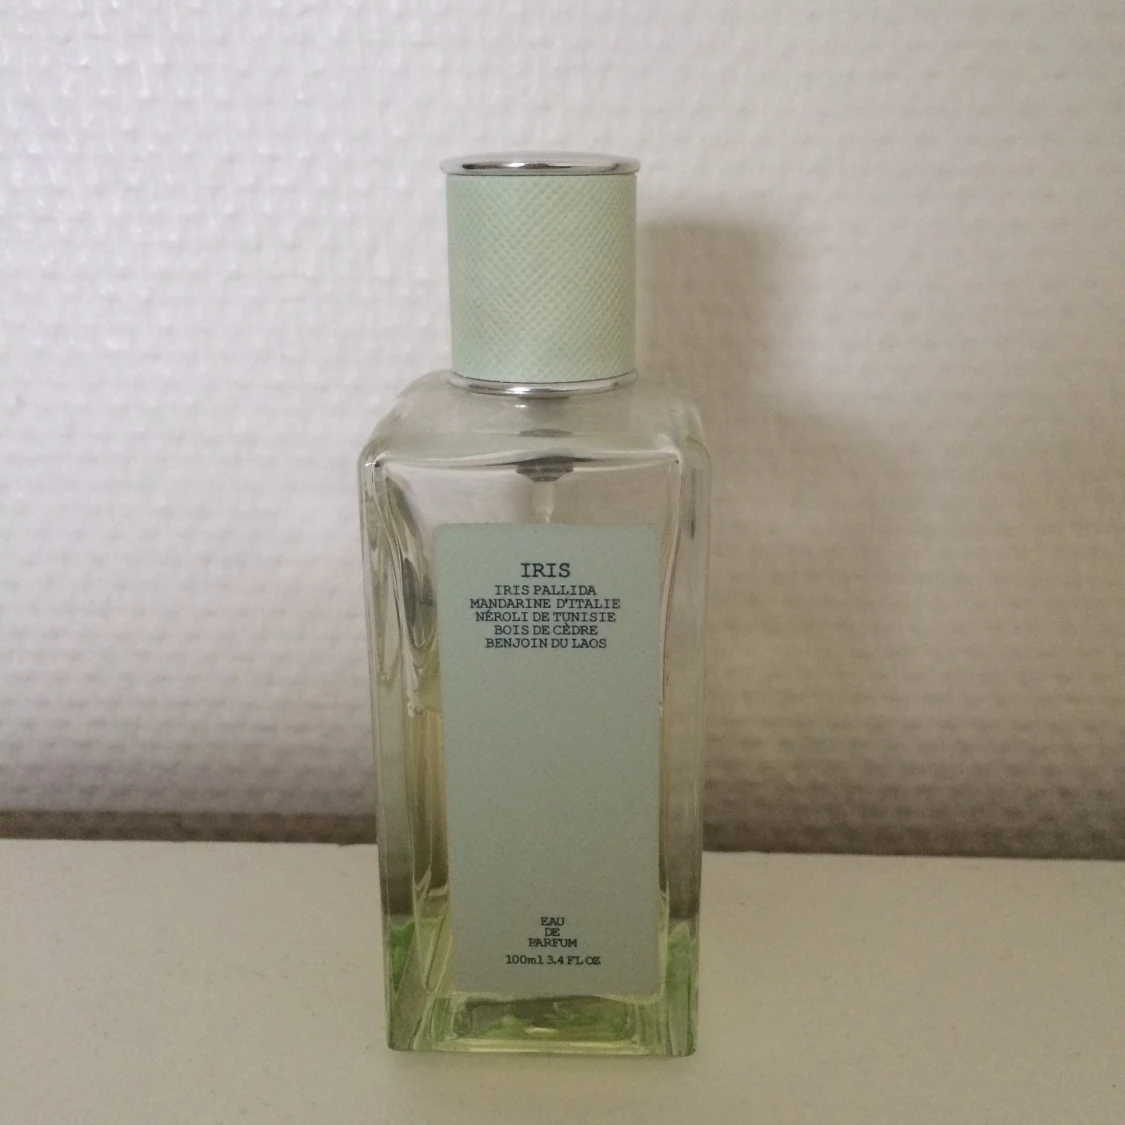 IRIS
IRIS PALLIDA
MANDARINE D'ITALIE
NÉROLI DE TUNISIE
BOIS DE CÈDRE
BENJOIN DU LAOS
EAU
DE
PARFUM
100ml 3.4 FL OZ